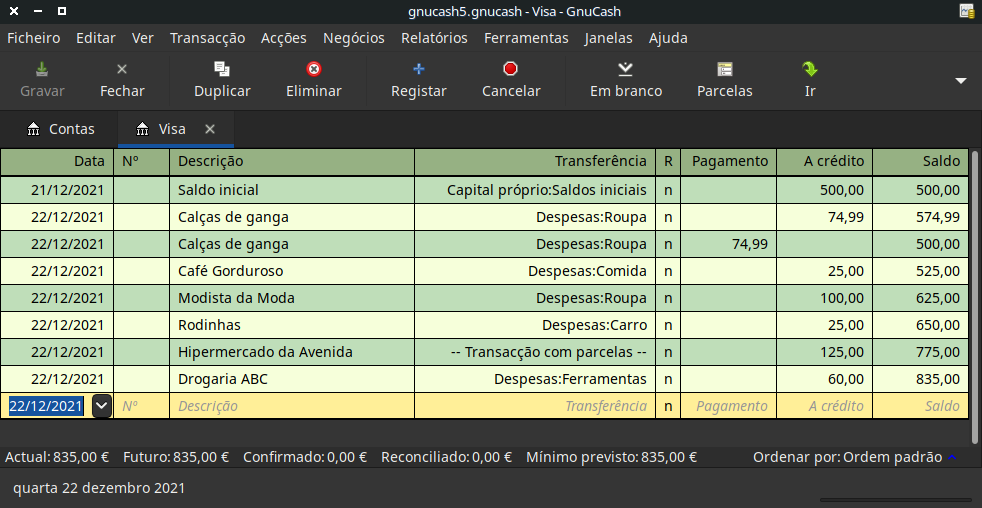 gnucash5.gnucash - Visa - GnuCash
Ficheiro Editar Ver Transacção Acções Negócios Relatórios Ferramentas Janelas Ajuda
Gravar Fechar Duplicar Eliminar Registar Cancelar Em branco Parcelas Ir
Contas Visa
Data Nº Descrição Transferência R Pagamento A crédito Saldo
21/12/2021 Saldo inicial Capital próprio:Saldos iniciais n 500,00 500,00
22/12/2021 Calças de ganga Despesas:Roupa n 74,99 574,99
22/12/2021 Calças de ganga Despesas:Roupa n 74,99 500,00
22/12/2021 Café Gorduroso Despesas:Comida n 25,00 525,00
22/12/2021 Modista da Moda Despesas:Roupa n 100,00 625,00
22/12/2021 Rodinhas Despesas:Carro n 25,00 650,00
22/12/2021 Hipermercado da Avenida -- Transacção com parcelas -- n 125,00 775,00
22/12/2021 Drogaria ABC Despesas:Ferramentas n 60,00 835,00
22/12/2021 Nº Descrição Transferência n Pagamento A crédito Saldo
Actual: 835,00 € Futuro: 835,00 € Confirmado: 0,00 € Reconciliado: 0,00 € Mínimo previsto: 835,00 € Ordenar por: Ordem padrão
quarta 22 dezembro 2021